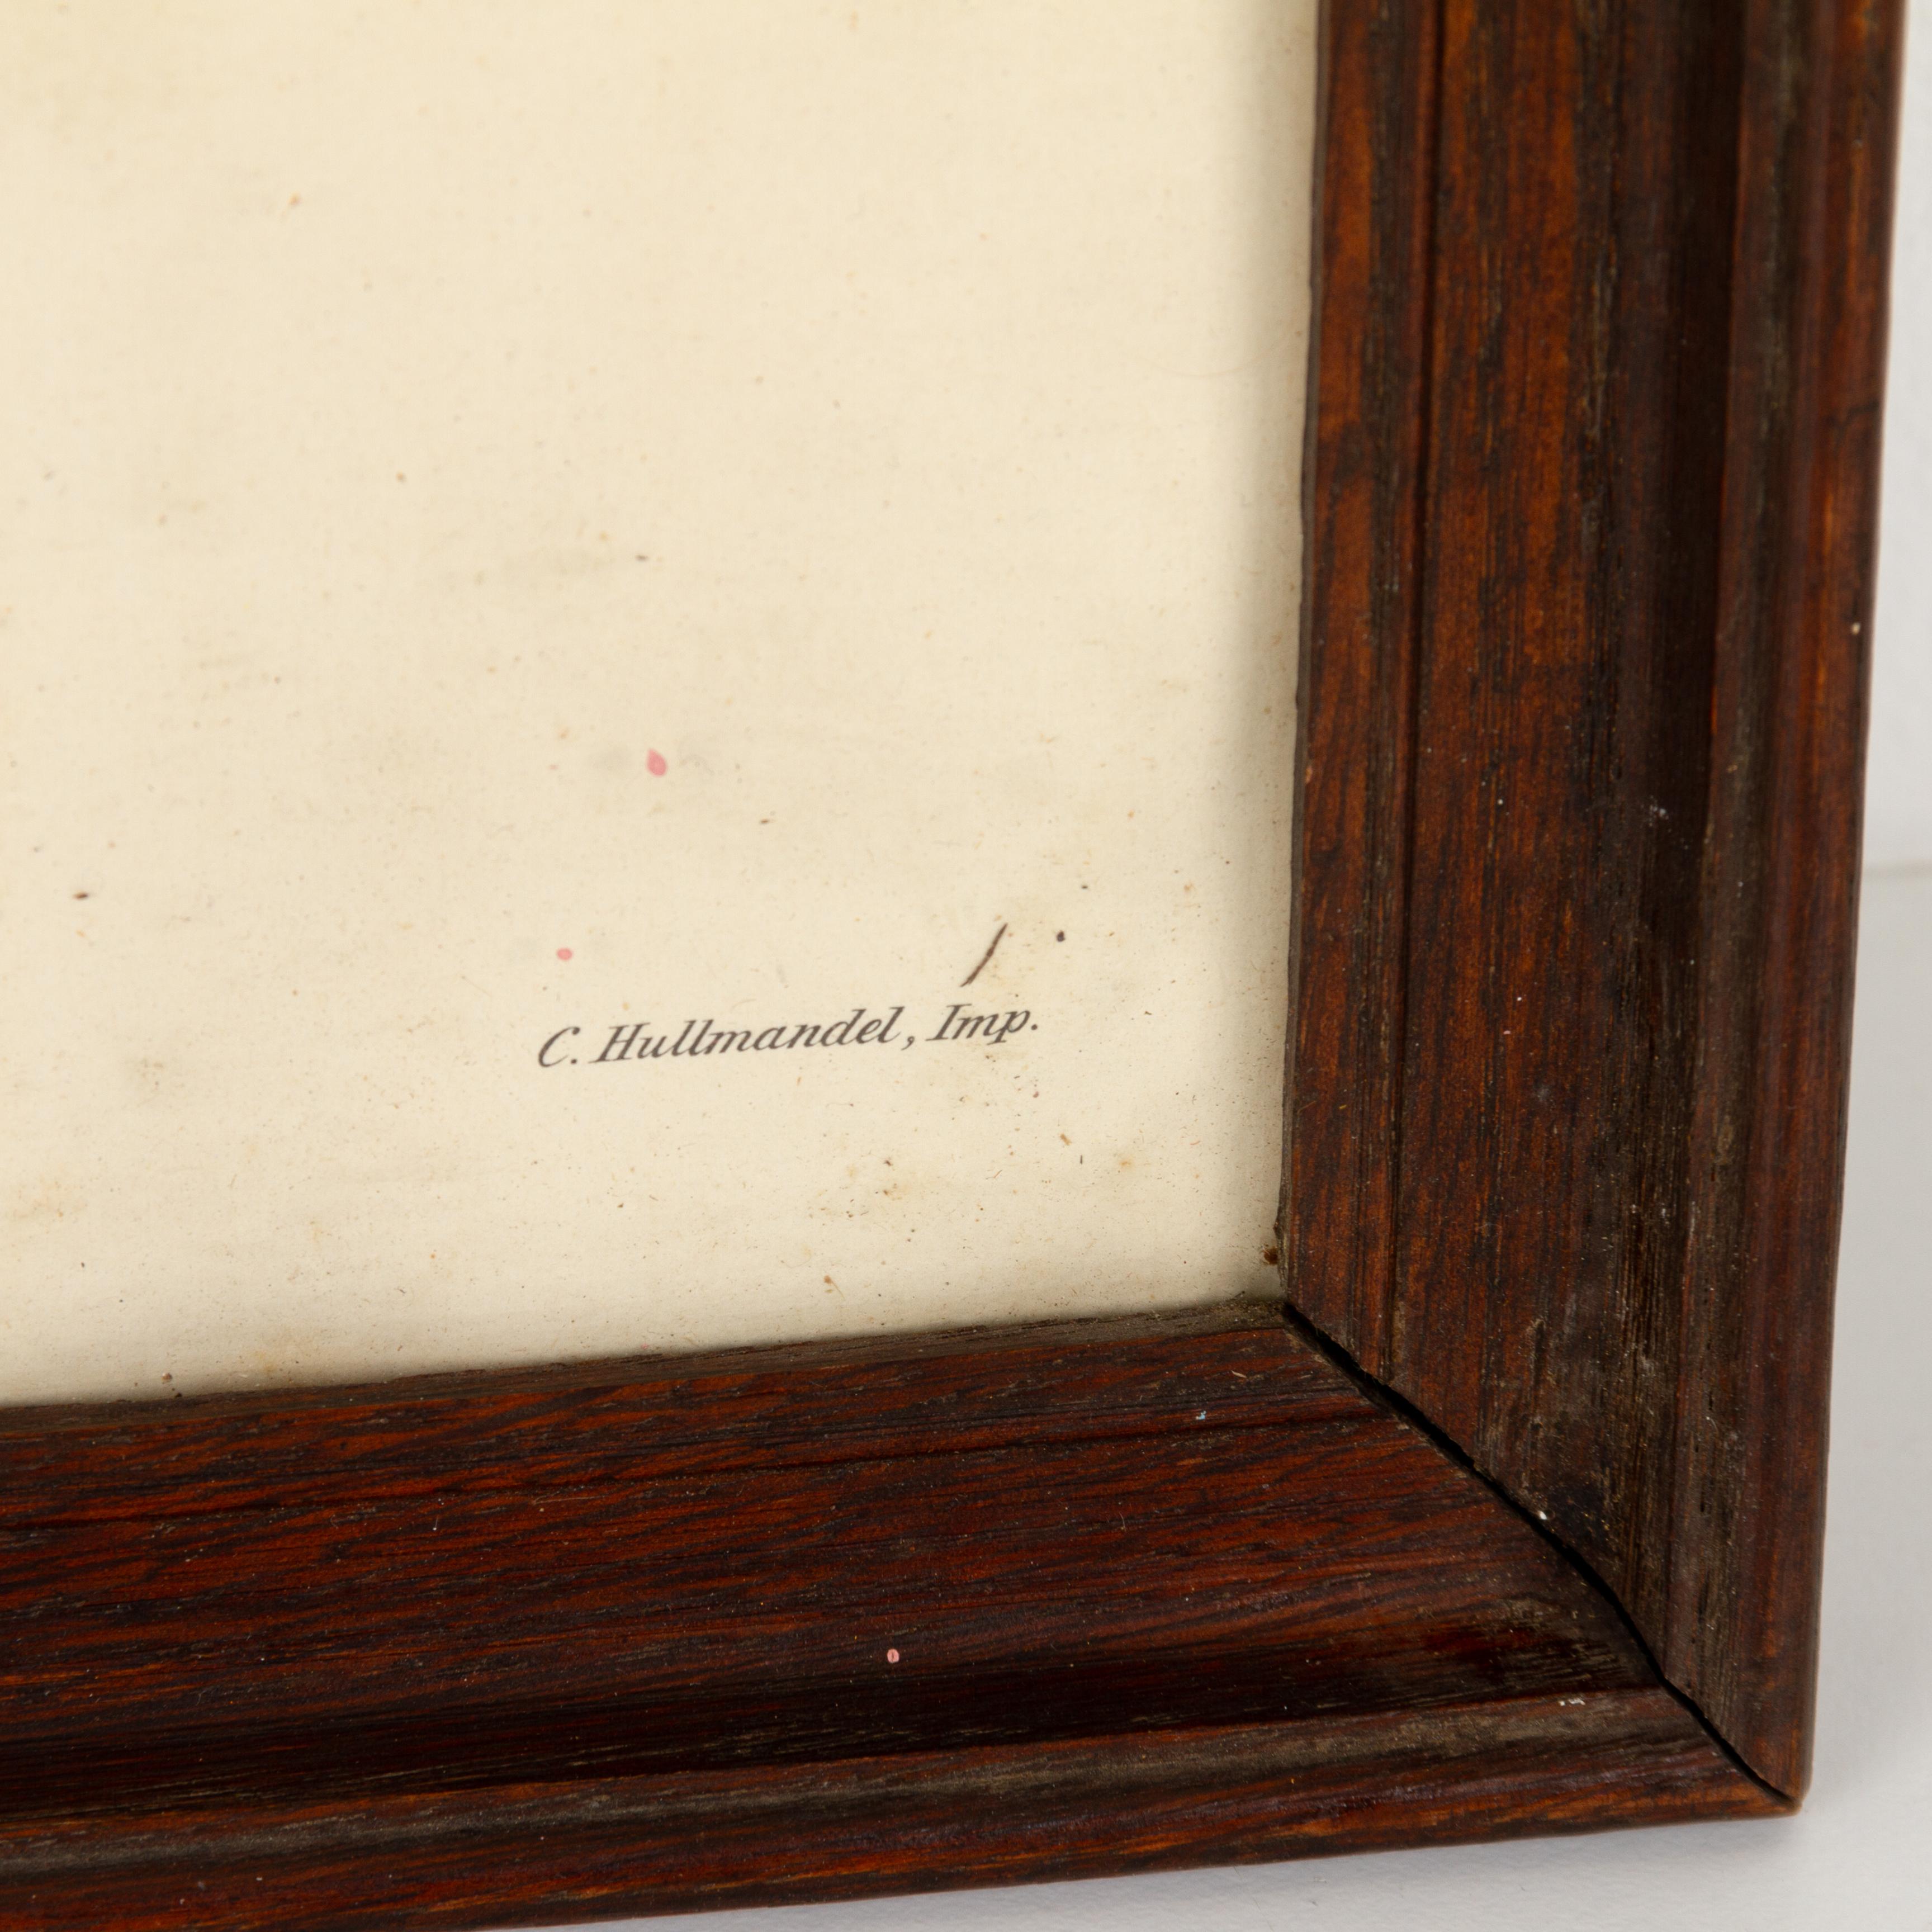 C. Hullmandel, Imp.